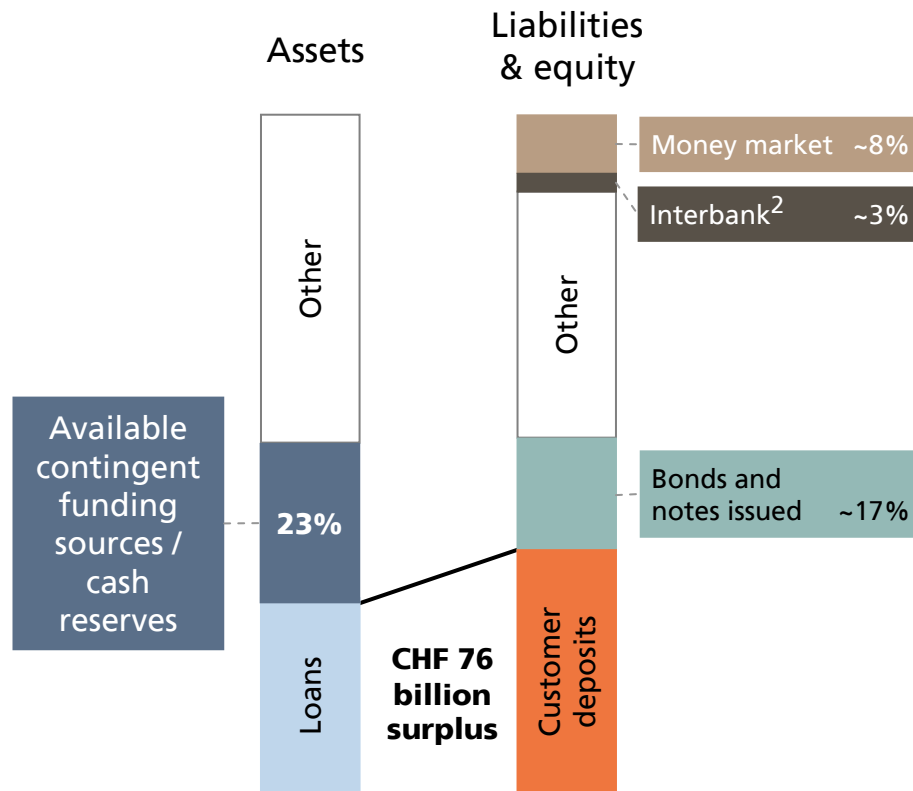 Assets
Liabilities
& equity
Money market ~8%
Interbank2 ~3%
Other
Other
Available
contingent
funding
sources /
cash
reserves
23%
Bonds and
notes issued ~17%
Loans
CHF 76
billion
surplus
Customer
deposits